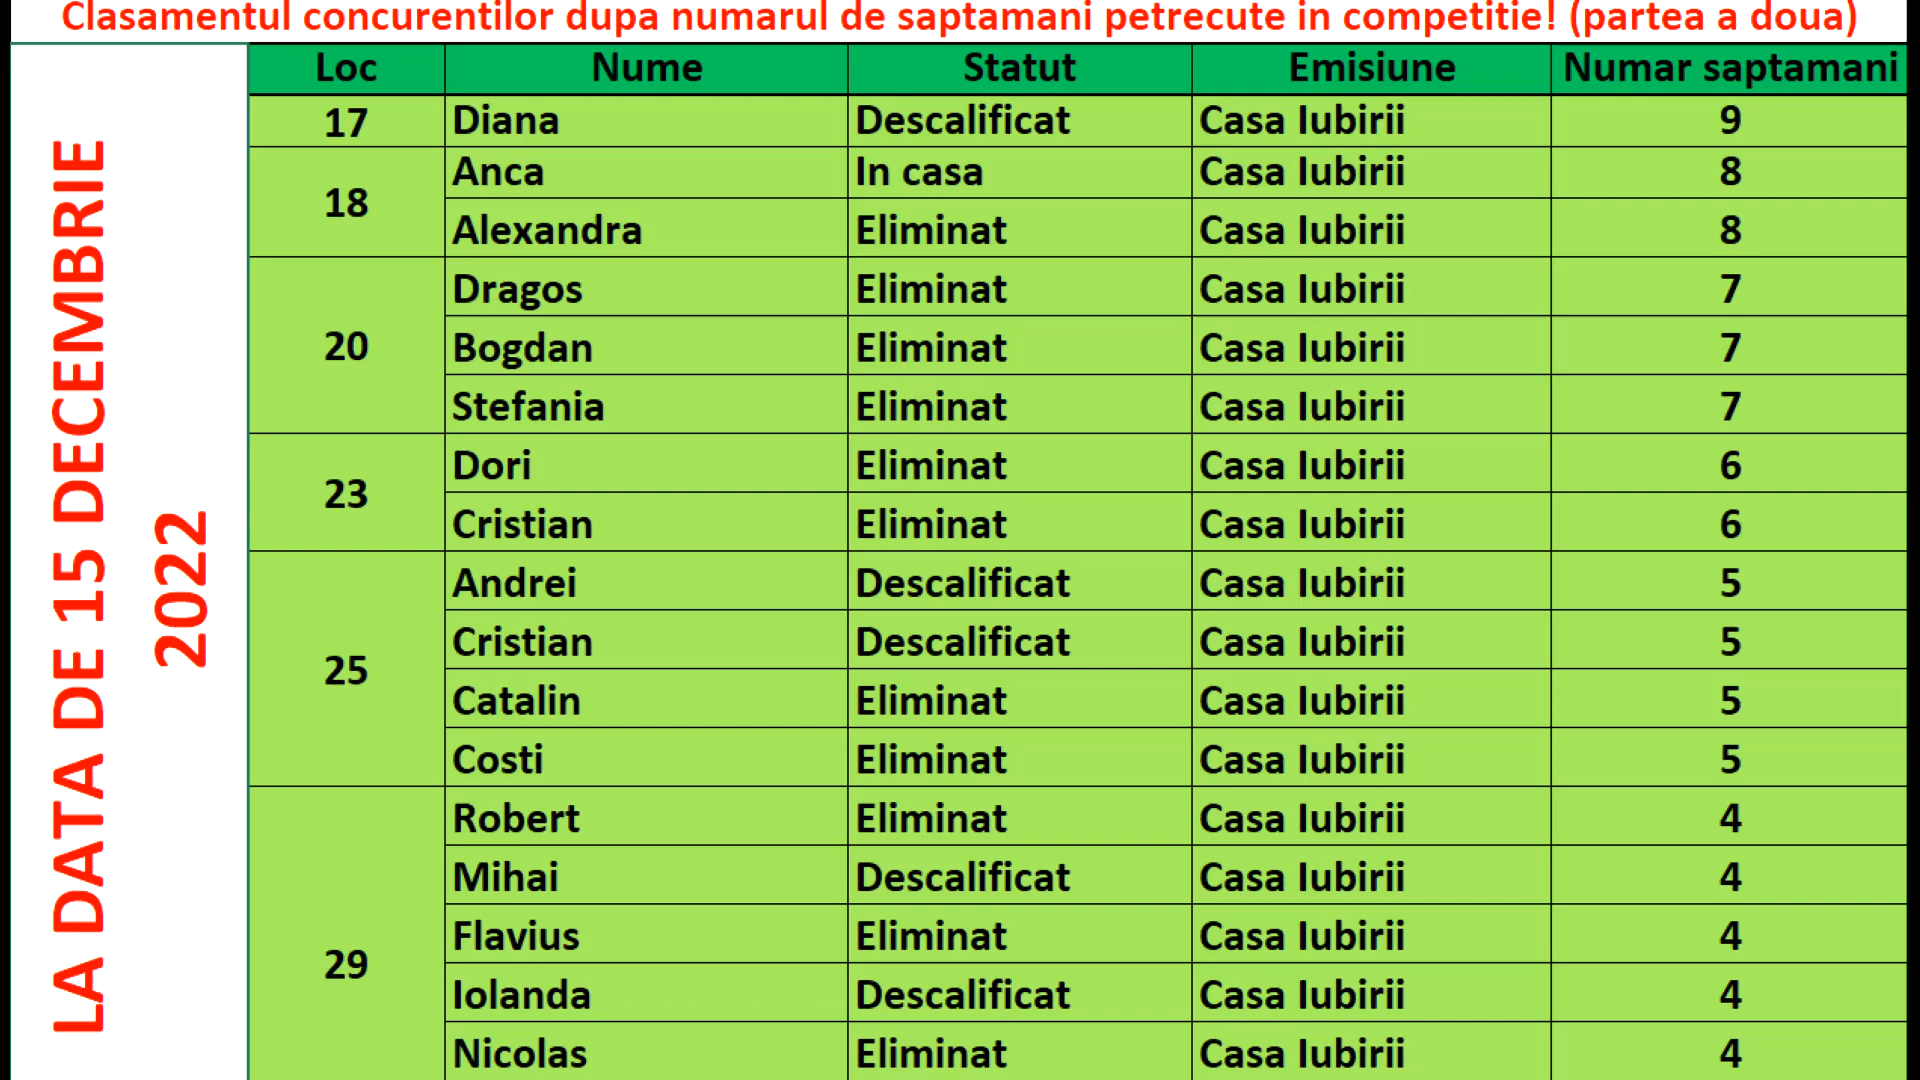 Clasamentul concurentilor dupa numarul de saptamani petrecute in competitie! (partea a doua)
LA DATA DE 15 DECEMBRIE
2022
Loc Nume Statut Emisiune Numar saptamani
17 Diana Descalificat Casa Iubirii 9
18 Anca In casa Casa Iubirii 8
Alexandra Eliminat Casa Iubirii 8
20 Dragos Eliminat Casa Iubirii 7
Bogdan Eliminat Casa Iubirii 7
Stefania Eliminat Casa Iubirii 7
23 Dori Eliminat Casa Iubirii 6
Cristian Eliminat Casa Iubirii 6
25 Andrei Descalificat Casa Iubirii 5
Cristian Descalificat Casa Iubirii 5
Catalin Eliminat Casa Iubirii 5
Costi Eliminat Casa Iubirii 5
29 Robert Eliminat Casa Iubirii 4
Mihai Descalificat Casa Iubirii 4
Flavius Eliminat Casa Iubirii 4
Iolanda Descalificat Casa Iubirii 4
Nicolas Eliminat Casa Iubirii 4